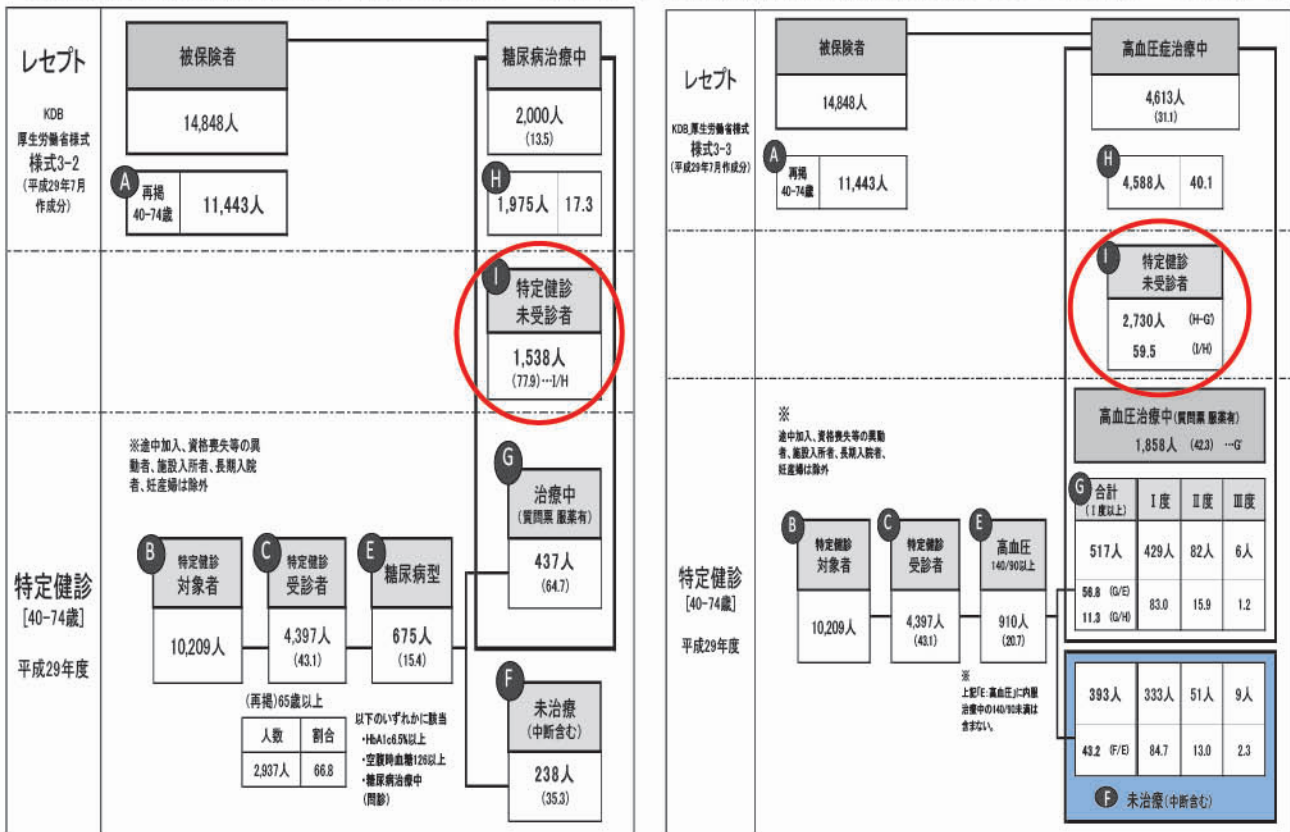 レセプト
KDB
厚生労働省様式
様式3-2
(平成29年7月
作成分)
被保険者
14,848人
A
再掲
40-74歳
11,443人
糖尿病治療中
2,000人
(13.5)
H
1,975人
17.3
I
特定健診
未受診者
1,538人
(77.9)…I/H
※途中加入、資格喪失等の異
動者、施設入所者、長期入院
者、妊産婦は除外
G
治療中
(質問票 服薬有)
437人
(64.7)
特定健診
[40-74歳]
平成29年度
B
特定健診
対象者
10,209人
C
特定健診
受診者
4,397人
(43.1)
E
糖尿病型
675人
(15.4)
(再掲)65歳以上
人数
割合
2,937人
66.8
以下のいずれかに該当
・HbA1c6.5%以上
・空腹時血糖126以上
・糖尿病治療中
(問診)
F
未治療
(中断含む)
238人
(35.3)
レセプト
KDB_厚生労働省様式
様式3-3
(平成29年7月作成分)
被保険者
14,848人
A
再掲
40-74歳
11,443人
高血圧症治療中
4,613人
(31.1)
H
4,588人
40.1
I
特定健診
未受診者
2,730人 (H-G')
59.5 (I/H)
※
途中加入、資格喪失等の異動
者、施設入所者、長期入院者、
妊産婦は除外
高血圧治療中(質問票 服薬有)
1,858人 (42.3) …G'
G
合計
(Ⅰ度以上)
Ⅰ度
Ⅱ度
Ⅲ度
517人
429人
82人
6人
56.8 (G/E)
11.3 (G/H)
83.0
15.9
1.2
特定健診
[40-74歳]
平成29年度
B
特定健診
対象者
10,209人
C
特定健診
受診者
4,397人
(43.1)
E
高血圧
140/90以上
910人
(20.7)
※
上記「E:高血圧」に内服
治療中の140/90未満は
含まない。
393人
333人
51人
9人
43.2 (F/E)
84.7
13.0
2.3
F 未治療(中断含む)